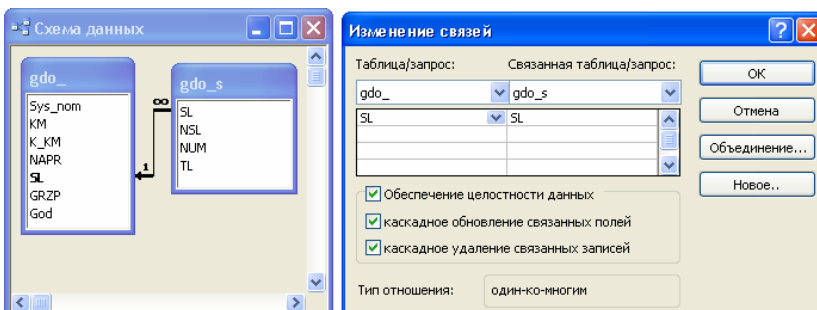 Схема данных
gdo_
Sys_nom
KM
K_KM
NAPR
SL
GRZP
God
∞
1
gdo_s
SL
NSL
NUM
TL
Изменение связей
Таблица/запрос:
Связанная таблица/запрос:
gdo_
gdo_s
SL
SL
Обеспечение целостности данных
каскадное обновление связанных полей
каскадное удаление связанных записей
Тип отношения:
один-ко-многим
ОК
Отмена
Объединение...
Новое..